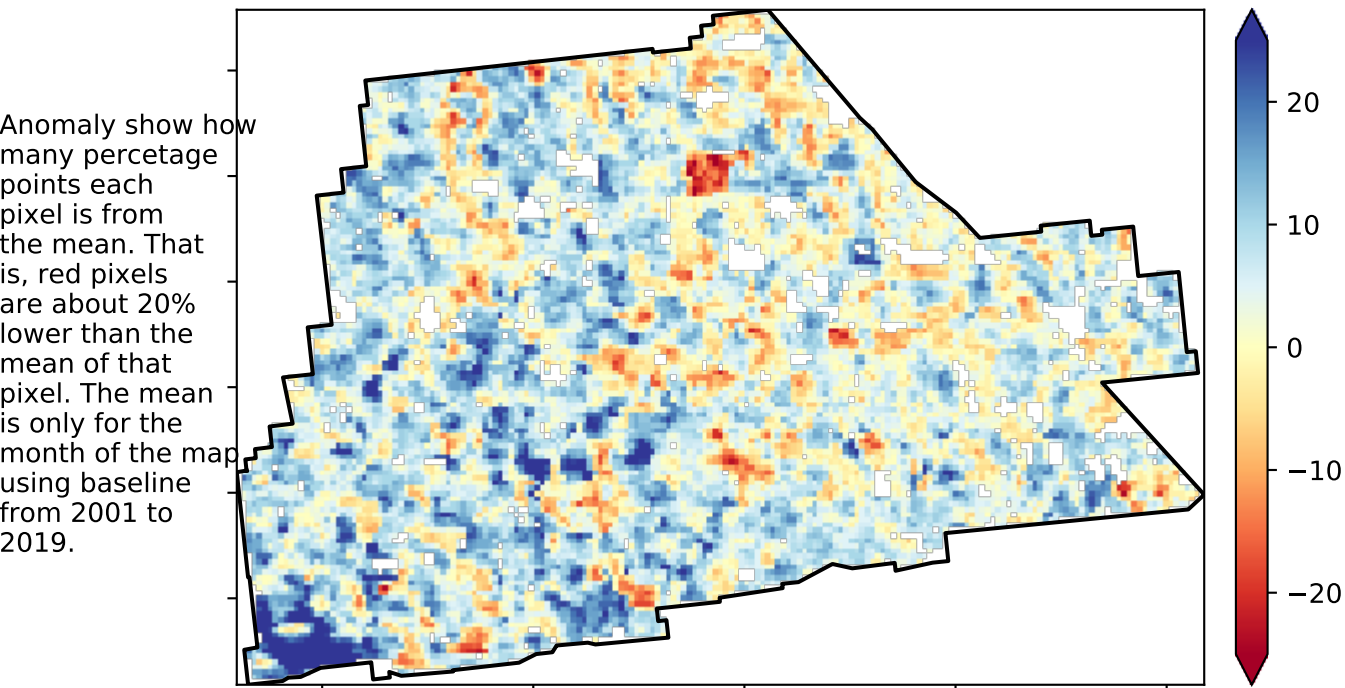 Anomaly show how
many percetage
points each
pixel is from
the mean. That
is, red pixels
are about 20%
lower than the
mean of that
pixel. The mean
is only for the
month of the map
using baseline
from 2001 to
2019.
20
10
0
−10
−20